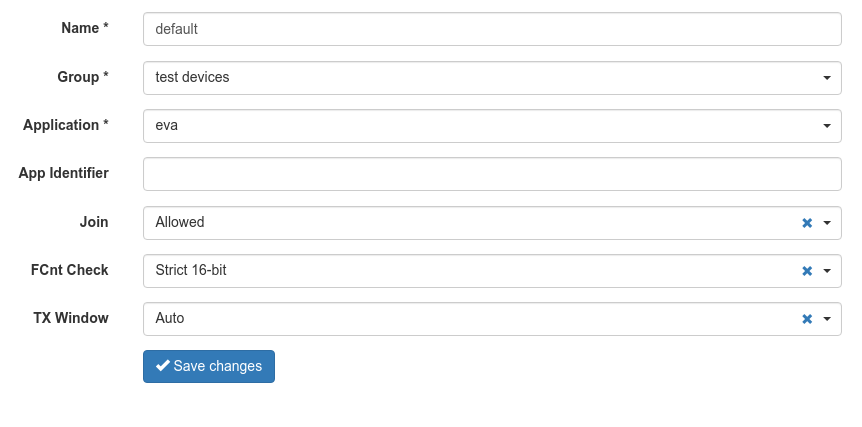 Name * default
Group * test devices
Application * eva
App Identifier
Join Allowed
FCnt Check Strict 16-bit
TX Window Auto
Save changes